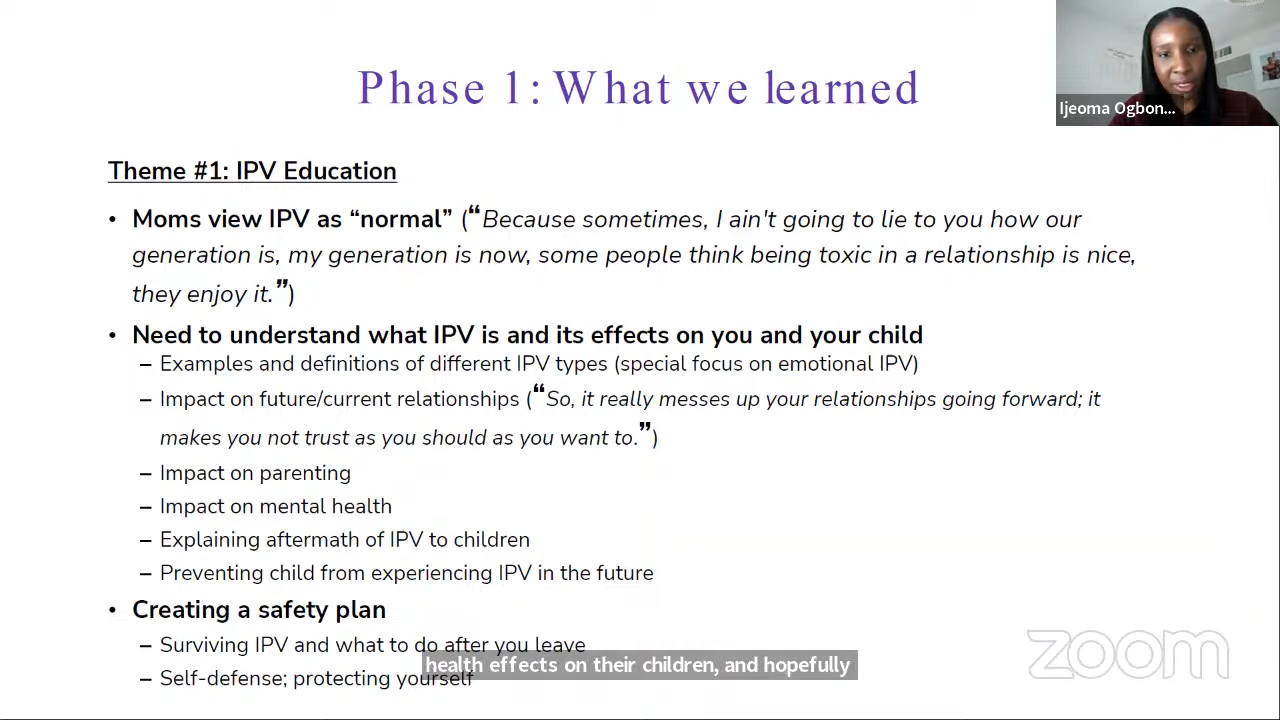 Phase 1: What we learned
Ijeoma Ogbon...
Theme #1: IPV Education
• Moms view IPV as “normal” (“Because sometimes, I ain't going to lie to you how our
generation is, my generation is now, some people think being toxic in a relationship is nice,
they enjoy it.”)
• Need to understand what IPV is and its effects on you and your child
– Examples and definitions of different IPV types (special focus on emotional IPV)
– Impact on future/current relationships (“So, it really messes up your relationships going forward; it
makes you not trust as you should as you want to.”)
– Impact on parenting
– Impact on mental health
– Explaining aftermath of IPV to children
– Preventing child from experiencing IPV in the future
• Creating a safety plan
– Surviving IPV and what to do after you leave
health effects on their children, and hopefully
– Self-defense; protecting yourself
zoom